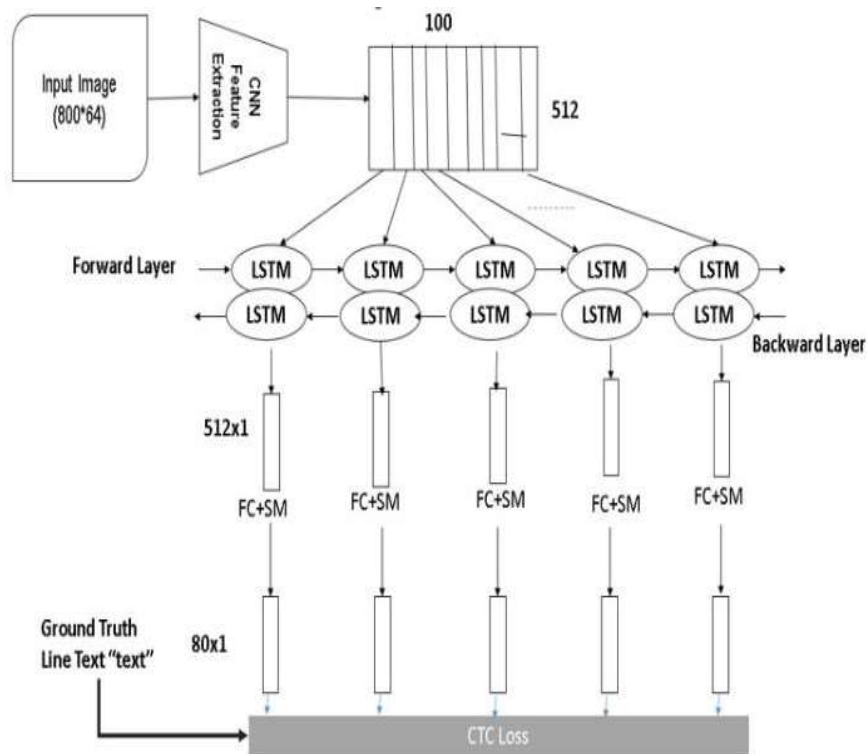 100
Input Image
(800*64)
CNN
Feature
Extraction
512
Forward Layer
LSTM LSTM LSTM LSTM LSTM
LSTM LSTM LSTM LSTM LSTM
Backward Layer
512x1
FC+SM FC+SM FC+SM FC+SM FC+SM
Ground Truth
Line Text “text”
80x1
CTC Loss